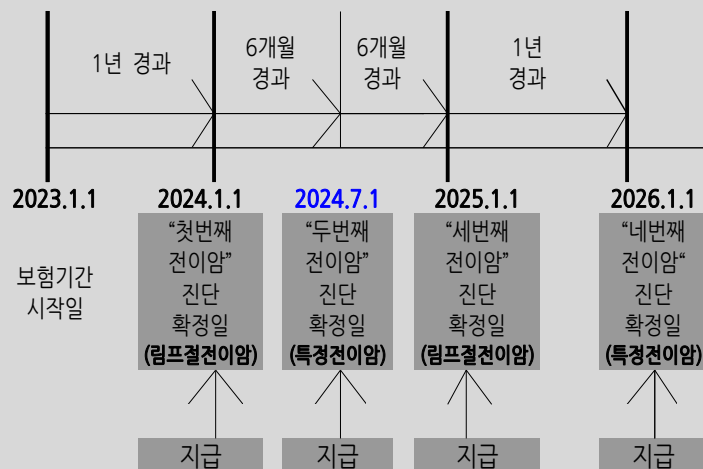 1년 경과
6개월
경과
6개월
경과
1년
경과
2023.1.1
2024.1.1
2024.7.1
2025.1.1
2026.1.1
보험기간
시작일
“첫번째
전이암”
진단
확정일
(림프절전이암)
“두번째
전이암”
진단
확정일
(특정전이암)
“세번째
전이암”
진단
확정일
(림프절전이암)
“네번째
전이암“
진단
확정일
(특정전이암)
지급
지급
지급
지급